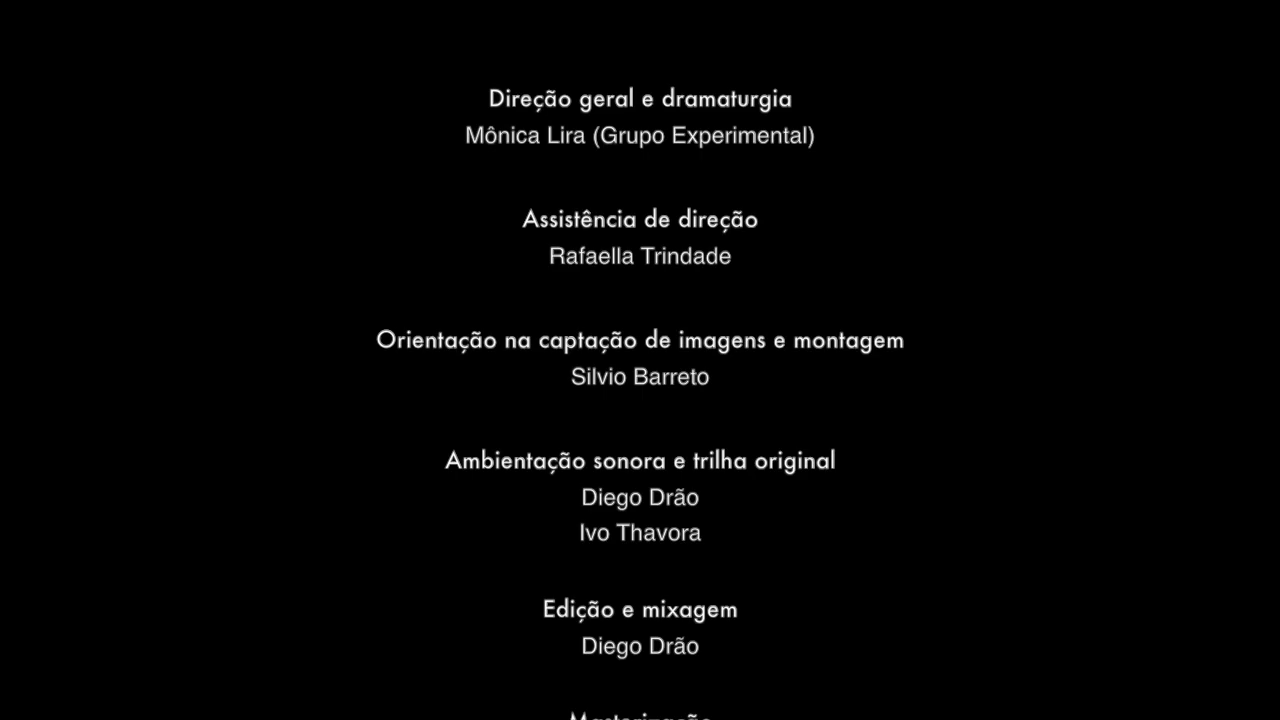 Direção geral e dramaturgia
Mônica Lira (Grupo Experimental)
Assistência de direção
Rafaella Trindade
Orientação na captação de imagens e montagem
Silvio Barreto
Ambientação sonora e trilha original
Diego Drão
Ivo Thavora
Edição e mixagem
Diego Drão
Masterização